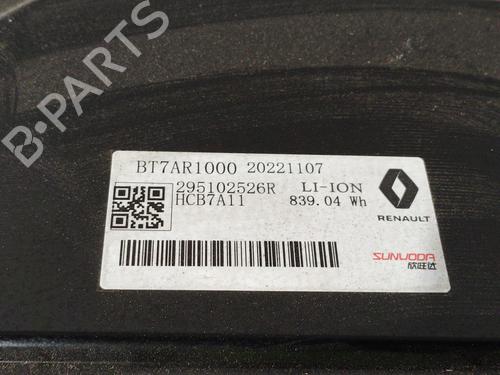 B-PARTS
BT7AR1000 20221107
295102526R LI-ION
HCB7A11 839.04 Wh
RENAULT
SUNWODA
欣旺达